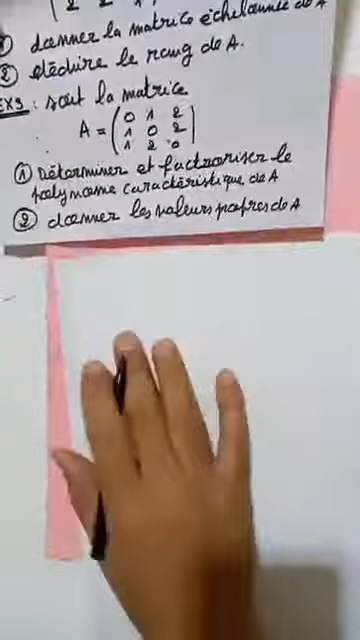 ① donner la matrice échelonnée de A
② déduire le rang de A.
EX3 : soit la matrice
A = ( 0 1 2
1 0 2
1 2 0 )
① Déterminer et factoriser le
polynome caractéristique de A
② donner les valeurs propres de A